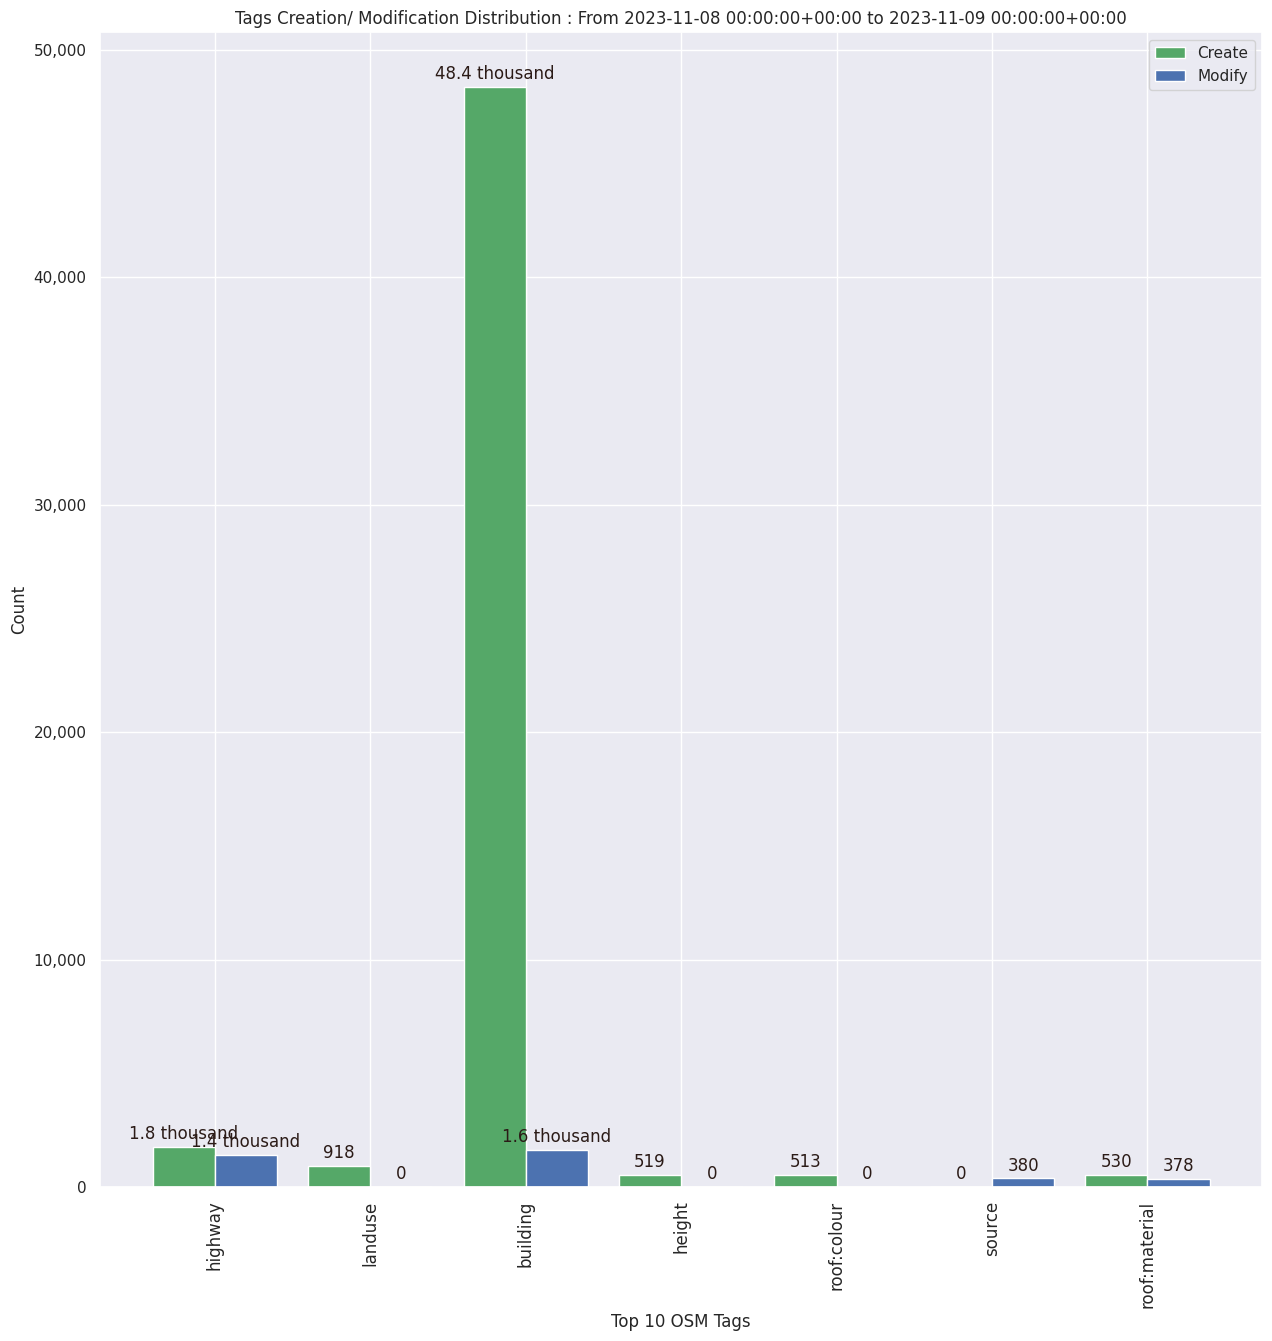 Tags Creation/ Modification Distribution : From 2023-11-08 00:00:00+00:00 to 2023-11-09 00:00:00+00:00
Create
Modify
50,000
40,000
30,000
20,000
10,000
0
Count
48.4 thousand
1.8 thousand
1.4 thousand
918
0
1.6 thousand
519
0
513
0
0
380
530
378
highway
landuse
building
height
roof:colour
source
roof:material
Top 10 OSM Tags